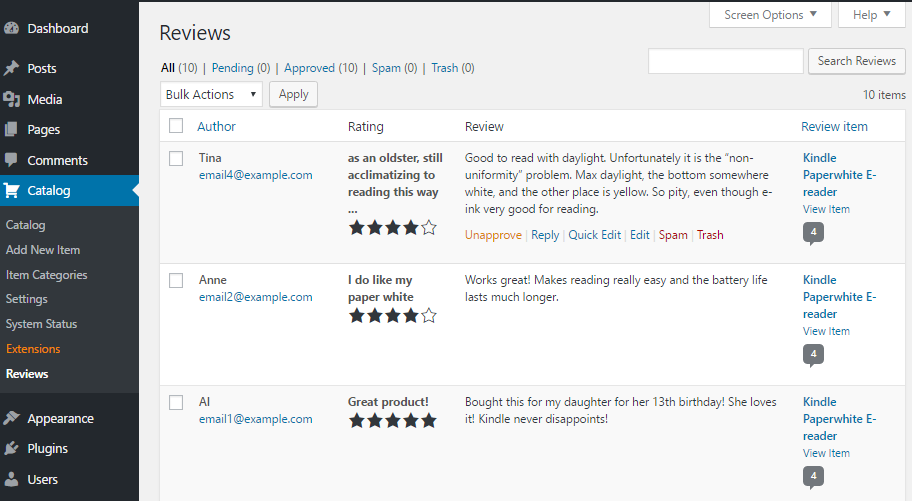 Screen Options Help
Dashboard
Reviews
Posts
Media
Pages
Comments
Catalog
Catalog
Add New Item
Item Categories
Settings
System Status
Extensions
Reviews
Appearance
Plugins
Users
All (10) | Pending (0) | Approved (10) | Spam (0) | Trash (0)
Search Reviews
Bulk Actions Apply
10 items
Author Rating Review Review item
Tina
email4@example.com
as an oldster, still
acclimatizing to
reading this way
...
Good to read with daylight. Unfortunately it is the “non-
uniformity” problem. Max daylight, the bottom somewhere
white, and the other place is yellow. So pity, even though e-
ink very good for reading.
Unapprove | Reply | Quick Edit | Edit | Spam | Trash
Kindle
Paperwhite E-
reader
View Item
4
Anne
email2@example.com
I do like my
paper white
Works great! Makes reading really easy and the battery life
lasts much longer.
Kindle
Paperwhite E-
reader
View Item
4
Al
email1@example.com
Great product!
Bought this for my daughter for her 13th birthday! She loves
it! Kindle never disappoints!
Kindle
Paperwhite E-
reader
View Item
4